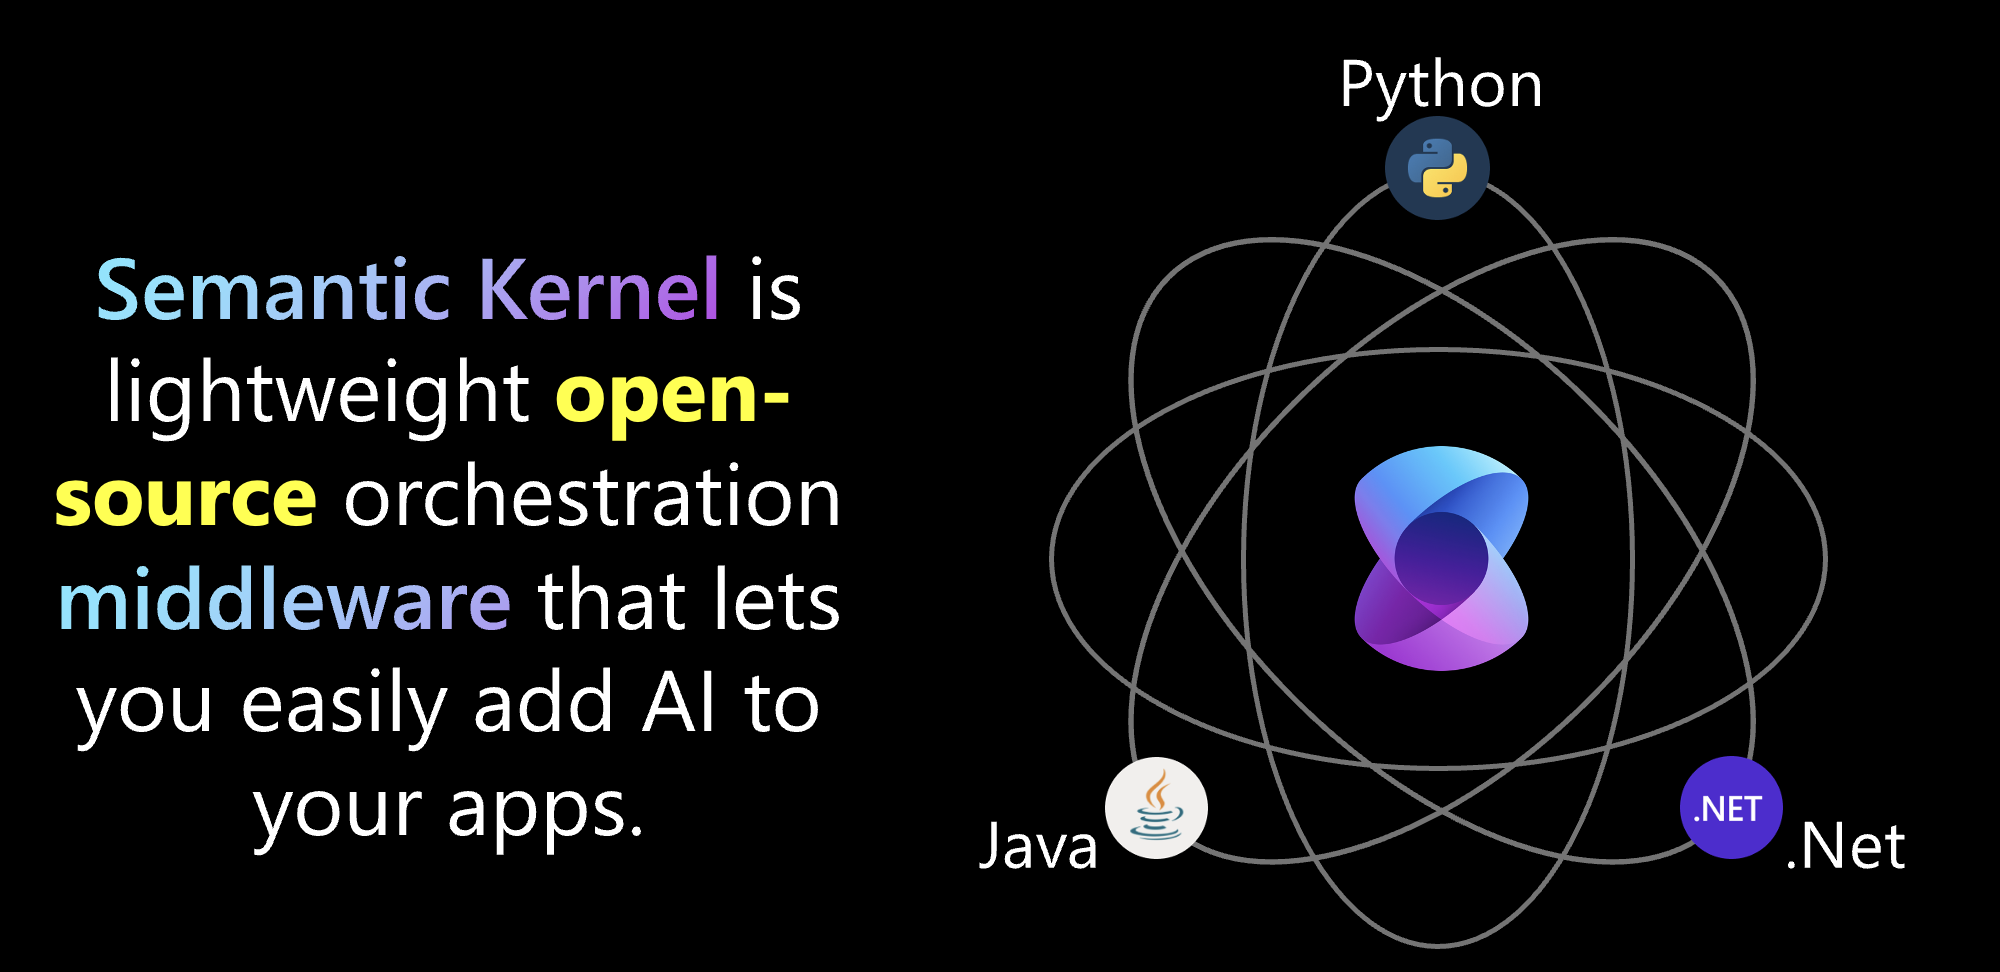 Semantic Kernel is
lightweight open-
source orchestration
middleware that lets
you easily add AI to
your apps.
Python
Java
.NET
.Net